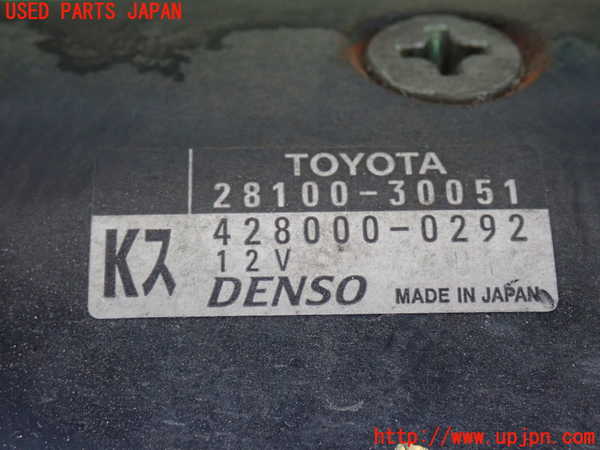 USED PARTS JAPAN
TOYOTA
28100-30051
Kス
428000-0292
12V
DENSO MADE IN JAPAN
http://www.upjpn.com